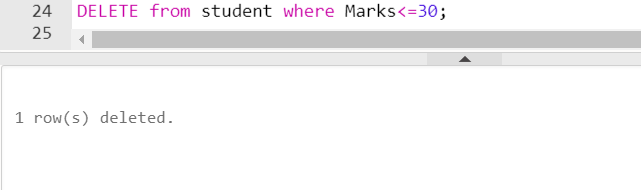 24 DELETE from student where Marks<=30;
25
1 row(s) deleted.